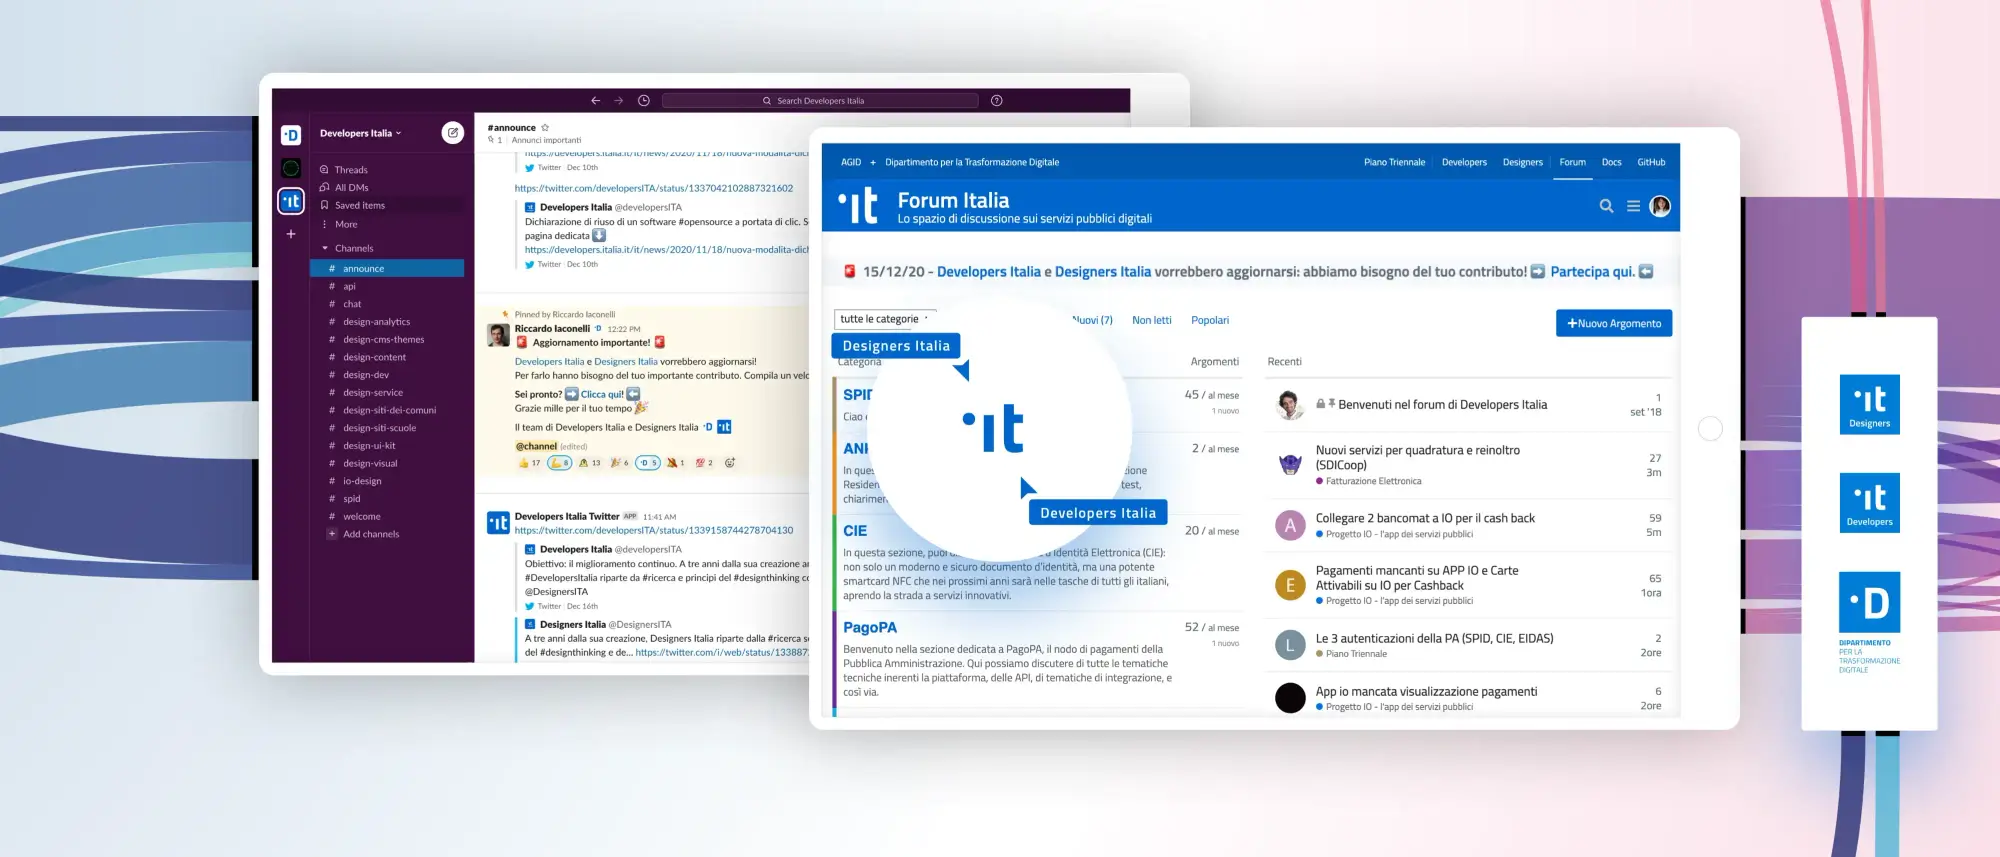 Search Developers Italia
Developers Italia
Threads
All DMs
Saved items
More
Channels
# announce
# api
# chat
# design-analytics
# design-cms-themes
# design-content
# design-dev
# design-service
# design-siti-dei-comuni
# design-siti-scuole
# design-ui-kit
# design-visual
# io-design
# spid
# welcome
+ Add channels
#announce
1 | Annunci importanti
https://developers.italia.it/it/news/2020/11/18/nuova-modalita-dich
Twitter Dec 10th
https://twitter.com/developersITA/status/1337042102887321602
Developers Italia @developersITA
Dichiarazione di riuso di un software #opensource a portata di clic. S
pagina dedicata
https://developers.italia.it/it/news/2020/11/18/nuova-modalita-dich
Twitter Dec 10th
Pinned by Riccardo Iaconelli
Riccardo Iaconelli 12:22 PM
Aggiornamento importante!
Developers Italia e Designers Italia vorrebbero aggiornarsi!
Per farlo hanno bisogno del tuo importante contributo. Compila un velo
Sei pronto? Clicca qui!
Grazie mille per il tuo tempo
Il team di Developers Italia e Designers Italia
@channel (edited)
17 8 13 6 5 1 2
Developers Italia Twitter APP 11:41 AM
https://twitter.com/developersITA/status/1339158744278704130
Developers Italia @developersITA
Obiettivo: il miglioramento continuo. A tre anni dalla sua creazione
#DevelopersItalia riparte da #ricerca e principi del #designthinking
@DesignersITA
Twitter Dec 16th
Designers Italia @DesignersITA
A tre anni dalla sua creazione, Designers Italia riparte dalla #ricerca
del #designthinking e de... https://twitter.com/i/web/status/133887
AGID + Dipartimento per la Trasformazione Digitale
Piano Triennale Developers Designers Forum Docs GitHub
it Forum Italia
Lo spazio di discussione sui servizi pubblici digitali
15/12/20 - Developers Italia e Designers Italia vorrebbero aggiornarsi: abbiamo bisogno del tuo contributo! Partecipa qui.
tutte le categorie
Nuovi (7) Non letti Popolari
+Nuovo Argomento
Designers Italia
Categoria
Argomenti
SPID
45 / al mese
1 nuovo
Ciao
it
2 / al mese
In ques
zione
Residen
test,
chiarimen
Developers Italia
CIE
20 / al mese
In questa sezione, Identità Elettronica (CIE):
non solo un moderno e sicuro documento d'identità, ma una potente
smartcard NFC che nei prossimi anni sarà nelle tasche di tutti gli italiani,
aprendo la strada a servizi innovativi.
PagoPA
52 / al mese
1 nuovo
Benvenuto nella sezione dedicata a PagoPA, il nodo di pagamenti della
Pubblica Amministrazione. Qui possiamo discutere di tutte le tematiche
tecniche inerenti la piattaforma, delle API, di tematiche di integrazione, e
così via.
Recenti
Benvenuti nel forum di Developers Italia
1
set '18
Nuovi servizi per quadratura e reinoltro
(SDICoop)
Fatturazione Elettronica
27
3m
A
Collegare 2 bancomat a IO per il cash back
Progetto IO - l'app dei servizi pubblici
59
5m
E
Pagamenti mancanti su APP IO e Carte
Attivabili su IO per Cashback
Progetto IO - l'app dei servizi pubblici
65
1ora
L
Le 3 autenticazioni della PA (SPID, CIE, EIDAS)
Piano Triennale
2
2ore
App io mancata visualizzazione pagamenti
Progetto IO - l'app dei servizi pubblici
6
2ore
it
Designers
it
Developers
D
DIPARTIMENTO
PER LA
TRASFORMAZIONE
DIGITALE